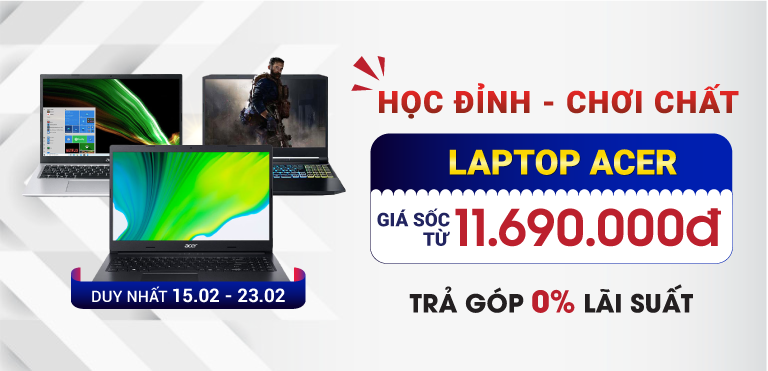 HỌC ĐỈNH - CHƠI CHẤT
LAPTOP ACER
GIÁ SỐC
TỪ 11.690.000đ
TRẢ GÓP 0% LÃI SUẤT
acer
DUY NHẤT 15.02 - 23.02